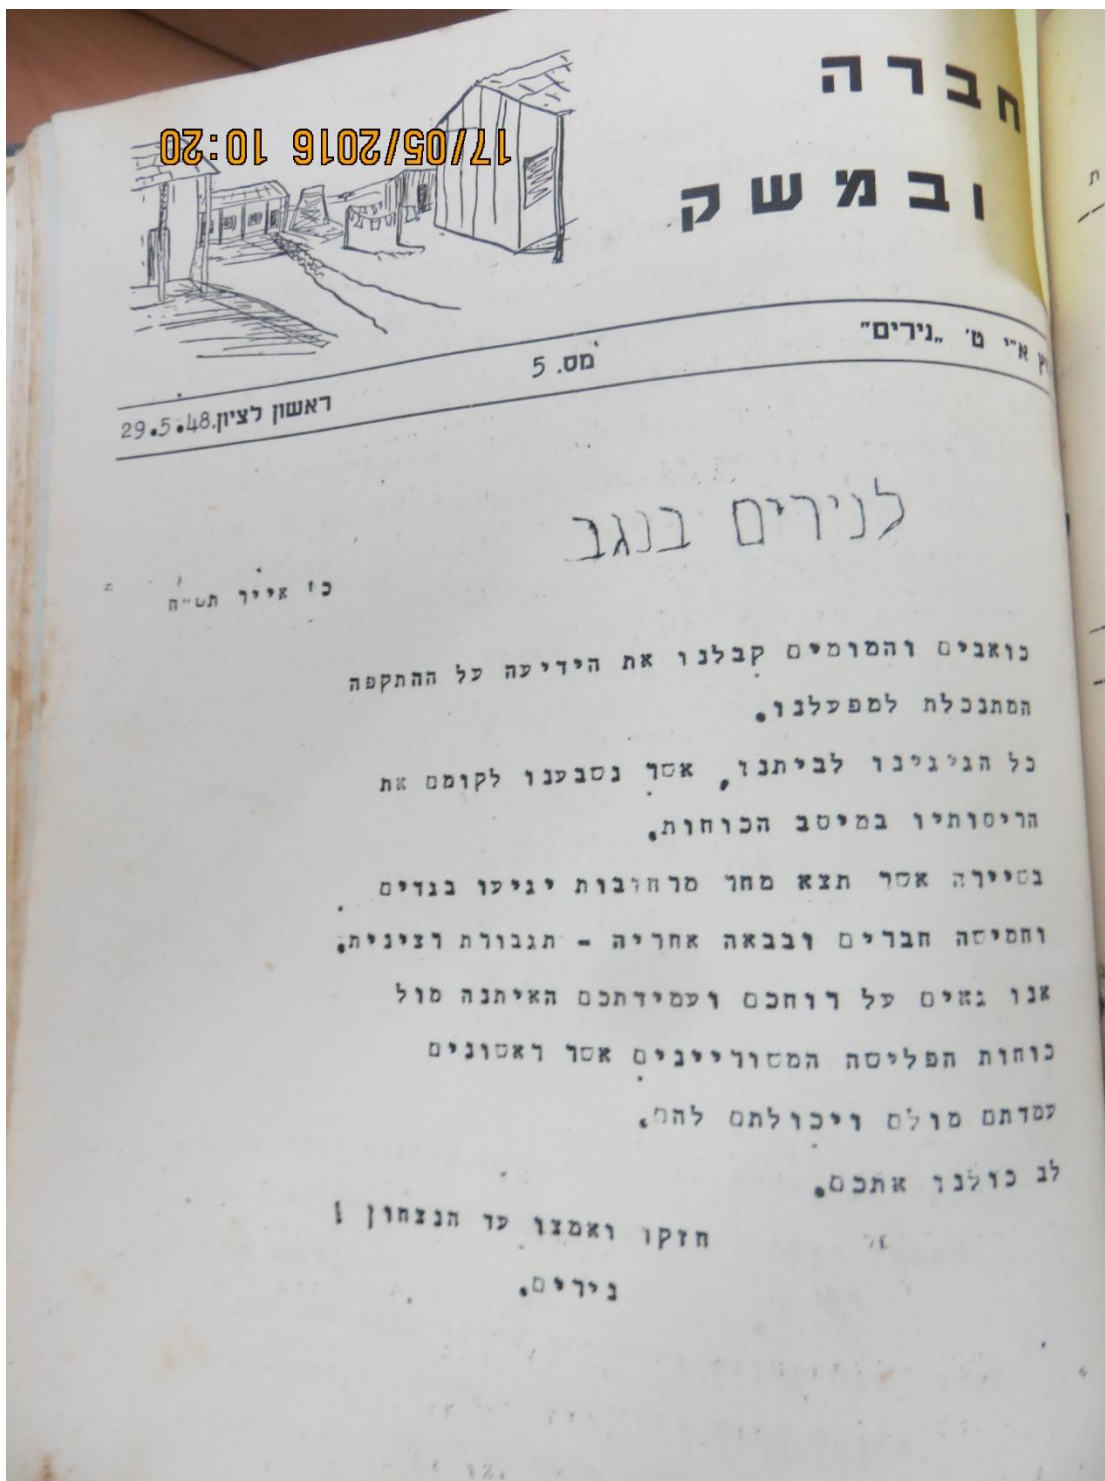 חברה
ובמשק
17/05/2016 10:20
א״י ט׳ „נירים״
מס. 5
ראשון לציון.29.5.48
לנירים בנגב
כ׳ אייר תש״ח
כואבים והמומים קבלנו את הידיעה על ההתקפה
המתנכלת למפעלנו.
כל הגיגינו לביתנו, אשר נשבענו לקומם את
הריסותיו במיטב הכוחות.
בשיירה אשר תצא מחר מרחובות יגיעו בגדים
וחמישה חברים ובבאה אחריה - תגבורת רצינית.
אנו גאים על רוחכם ועמידתכם האיתנה מול
כוחות הפלישה המשוריינים אשר ראשונים
עמדתם מולם ויכולתם להם.
לב כולנו אתכם.
חזקו ואמצו עד הנצחון !
נירים.